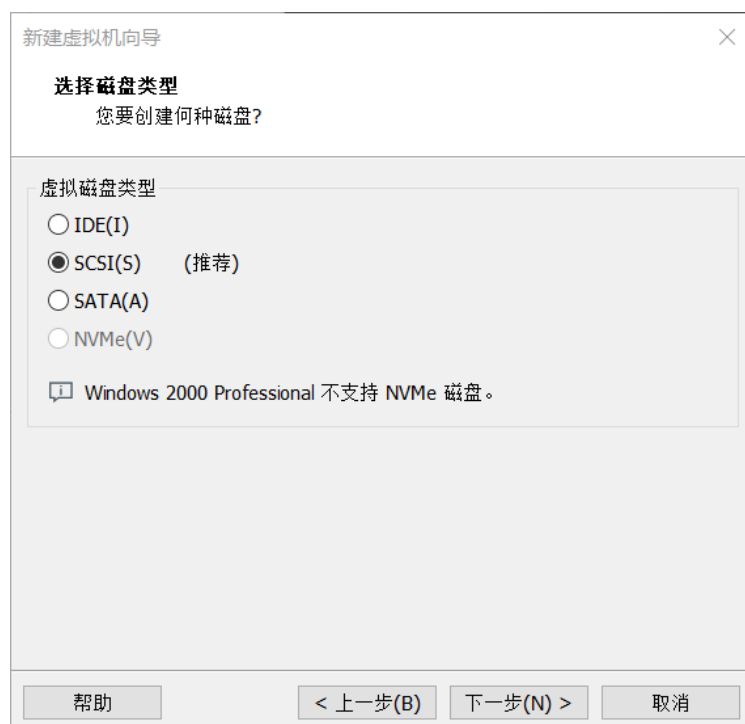 新建虚拟机向导
选择磁盘类型
您要创建何种磁盘?
虚拟磁盘类型
IDE(I)
SCSI(S) (推荐)
SATA(A)
NVMe(V)
Windows 2000 Professional 不支持 NVMe 磁盘。
帮助 < 上一步(B) 下一步(N) > 取消